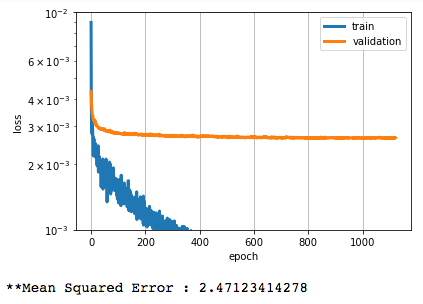 10⁻²
train
validation
6 × 10⁻³
4 × 10⁻³
3 × 10⁻³
2 × 10⁻³
10⁻³
loss
0 200 400 600 800 1000
epoch
**Mean Squared Error : 2.47123414278